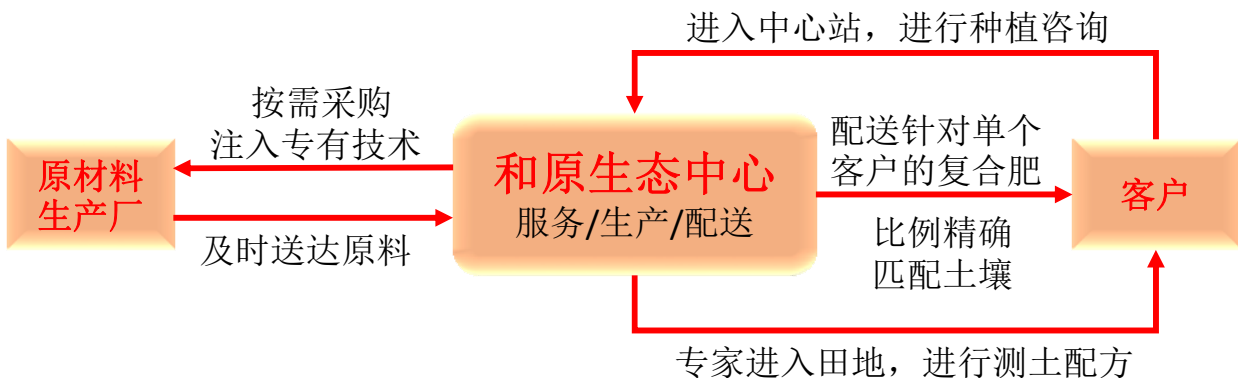 进入中心站，进行种植咨询
按需采购
注入专有技术
原材料
生产厂
及时送达原料
和原生态中心
服务/生产/配送
配送针对单个
客户的复合肥
比例精确
匹配土壤
客户
专家进入田地，进行测土配方